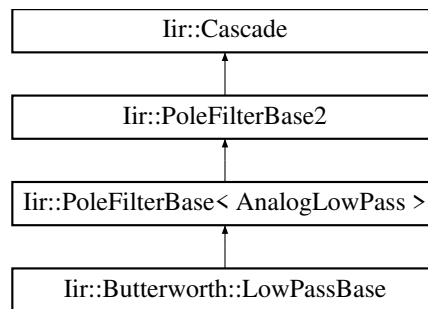 Iir::Cascade
Iir::PoleFilterBase2
Iir::PoleFilterBase< AnalogLowPass >
Iir::Butterworth::LowPassBase